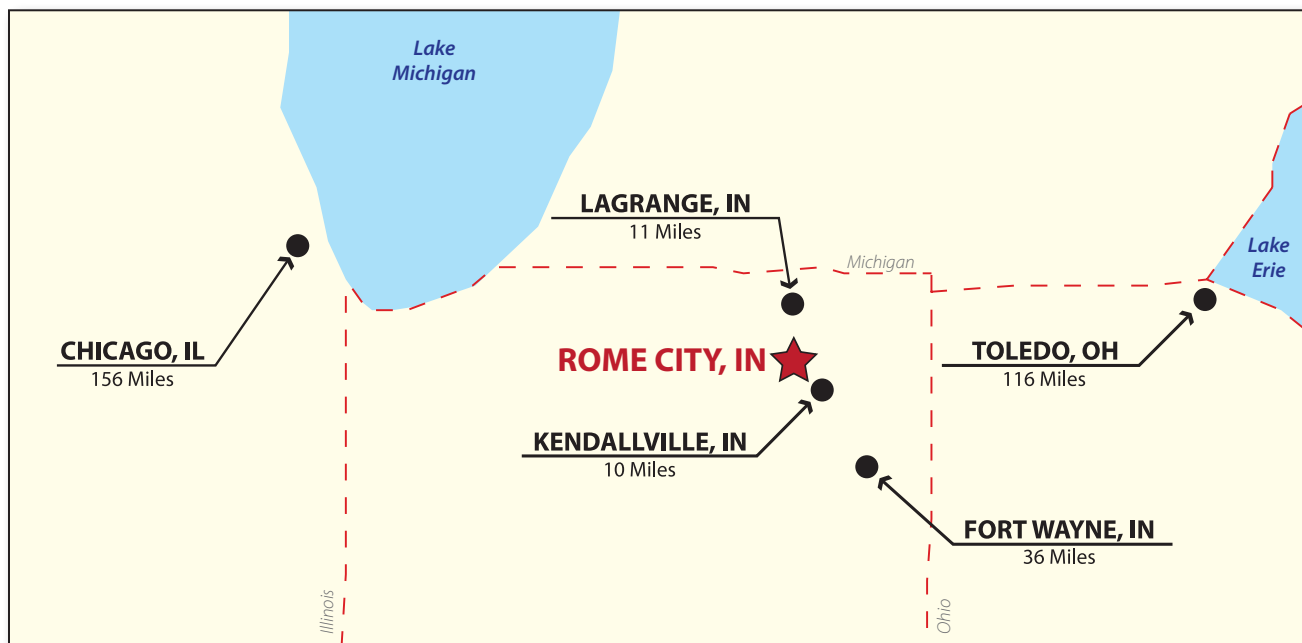 Lake
Michigan
LAGRANGE, IN
11 Miles
Michigan
Lake
Erie
CHICAGO, IL
156 Miles
ROME CITY, IN
TOLEDO, OH
116 Miles
KENDALLVILLE, IN
10 Miles
FORT WAYNE, IN
36 Miles
Illinois
Ohio